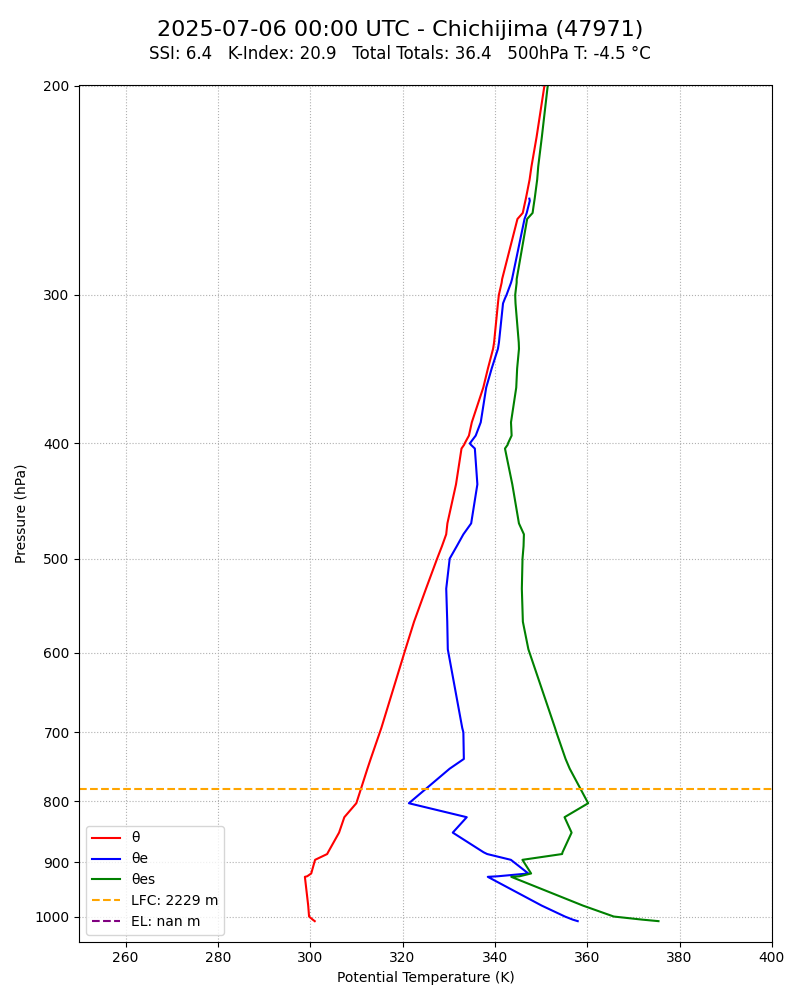 2025-07-06 00:00 UTC - Chichijima (47971)
SSI: 6.4 K-Index: 20.9 Total Totals: 36.4 500hPa T: -4.5 °C
200
300
400
500
600
700
800
900
1000
Pressure (hPa)
θ
θe
θes
LFC: 2229 m
EL: nan m
260 280 300 320 340 360 380 400
Potential Temperature (K)